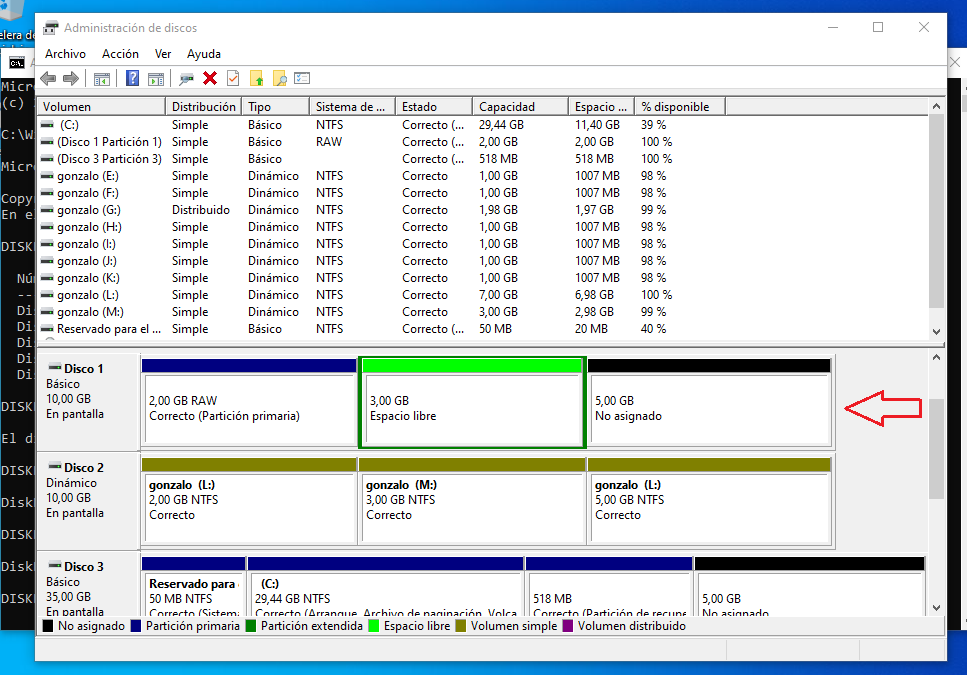 Administración de discos
Archivo Acción Ver Ayuda
Volumen Distribución Tipo Sistema de ... Estado Capacidad Espacio ... % disponible
(C:) Simple Básico NTFS Correcto (... 29,44 GB 11,40 GB 39 %
(Disco 1 Partición 1) Simple Básico RAW Correcto (... 2,00 GB 2,00 GB 100 %
(Disco 3 Partición 3) Simple Básico Correcto (... 518 MB 518 MB 100 %
gonzalo (E:) Simple Dinámico NTFS Correcto 1,00 GB 1007 MB 98 %
gonzalo (F:) Simple Dinámico NTFS Correcto 1,00 GB 1007 MB 98 %
gonzalo (G:) Distribuido Dinámico NTFS Correcto 1,98 GB 1,97 GB 99 %
gonzalo (H:) Simple Dinámico NTFS Correcto 1,00 GB 1007 MB 98 %
gonzalo (I:) Simple Dinámico NTFS Correcto 1,00 GB 1007 MB 98 %
gonzalo (J:) Simple Dinámico NTFS Correcto 1,00 GB 1007 MB 98 %
gonzalo (K:) Simple Dinámico NTFS Correcto 1,00 GB 1007 MB 98 %
gonzalo (L:) Simple Dinámico NTFS Correcto 7,00 GB 6,98 GB 100 %
gonzalo (M:) Simple Dinámico NTFS Correcto 3,00 GB 2,98 GB 99 %
Reservado para el ... Simple Básico NTFS Correcto (... 50 MB 20 MB 40 %
Disco 1
Básico
10,00 GB
En pantalla
2,00 GB RAW
Correcto (Partición primaria)
3,00 GB
Espacio libre
5,00 GB
No asignado
Disco 2
Dinámico
10,00 GB
En pantalla
gonzalo (L:)
2,00 GB NTFS
Correcto
gonzalo (M:)
3,00 GB NTFS
Correcto
gonzalo (L:)
5,00 GB NTFS
Correcto
Disco 3
Básico
35,00 GB
En pantalla
Reservado para
50 MB NTFS
Correcto (Sistem
(C:)
29,44 GB NTFS
Correcto (Arranque, Archivo de paginación, Volca
518 MB
Correcto (Partición de recupe
5,00 GB
No asignado
No asignado Partición primaria Partición extendida Espacio libre Volumen simple Volumen distribuido